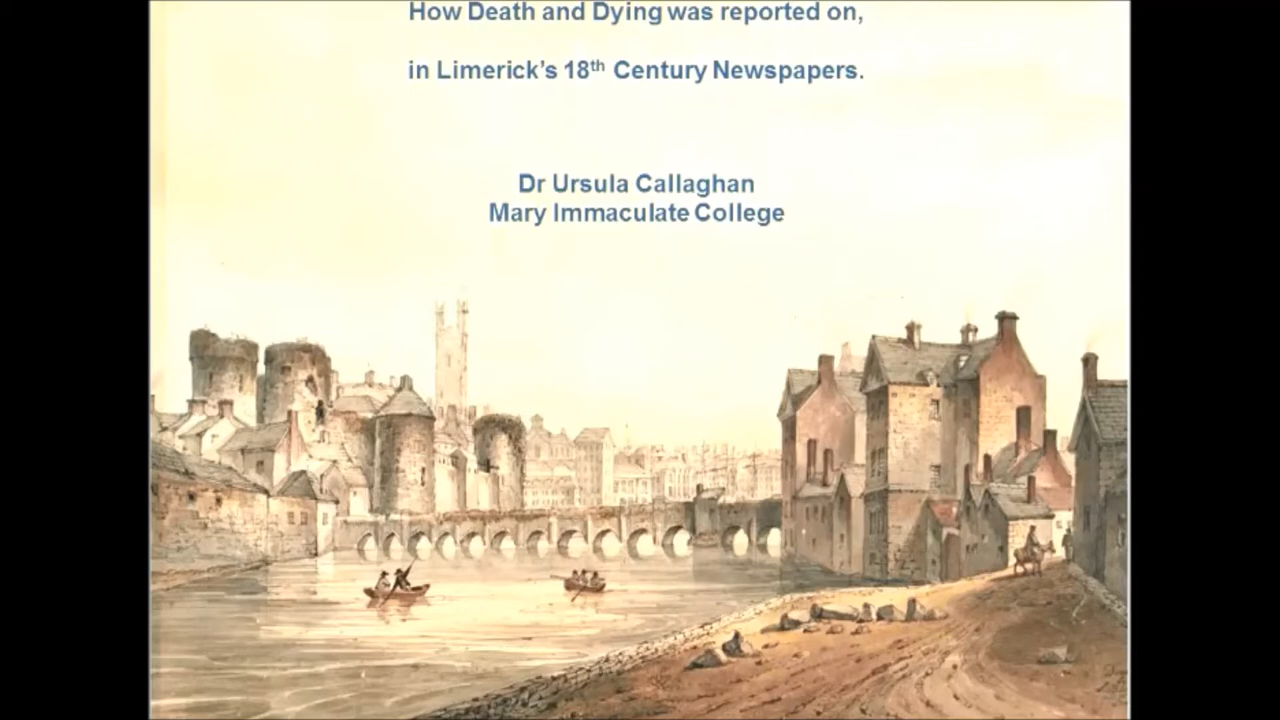 How Death and Dying was reported on,
in Limerick's 18th Century Newspapers.
Dr Ursula Callaghan
Mary Immaculate College